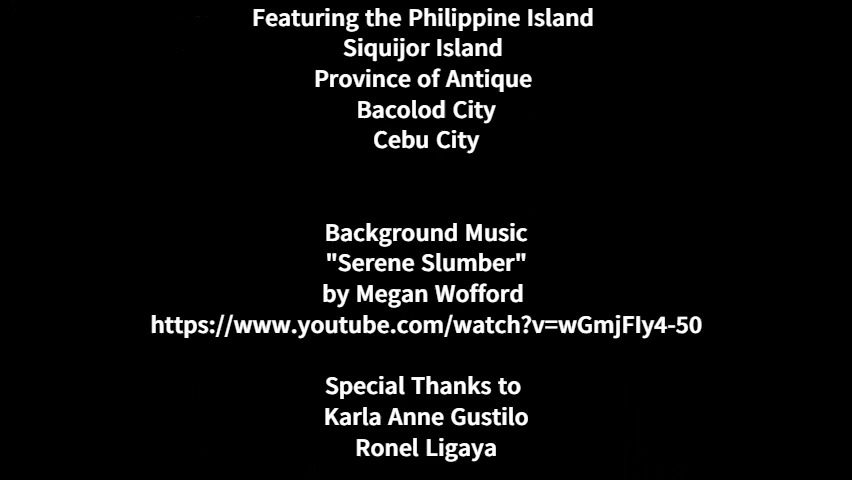 Featuring the Philippine Island
Siquijor Island
Province of Antique
Bacolod City
Cebu City
Background Music
"Serene Slumber"
by Megan Wofford
https://www.youtube.com/watch?v=wGmjFIy4-50
Special Thanks to
Karla Anne Gustilo
Ronel Ligaya